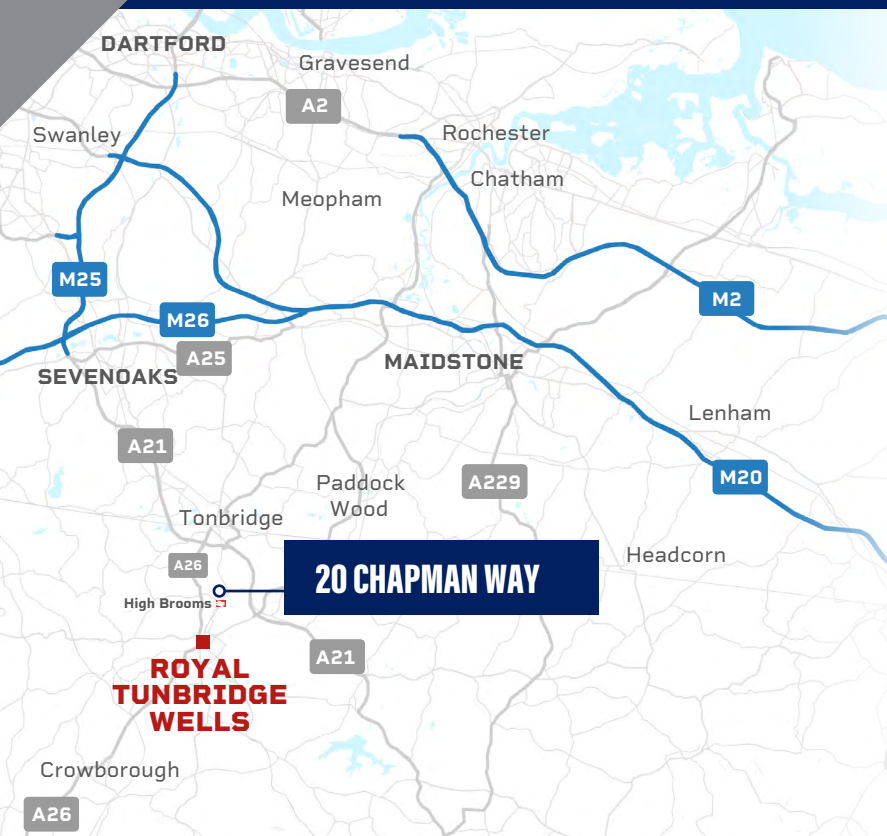 DARTFORD
Gravesend
A2
Swanley
Rochester
Chatham
Meopham
M25
M2
M26
A25
SEVENOAKS
MAIDSTONE
Lenham
A21
M20
Paddock
Wood
A229
Tonbridge
Headcorn
A26
20 CHAPMAN WAY
High Brooms
A21
ROYAL
TUNBRIDGE
WELLS
Crowborough
A26